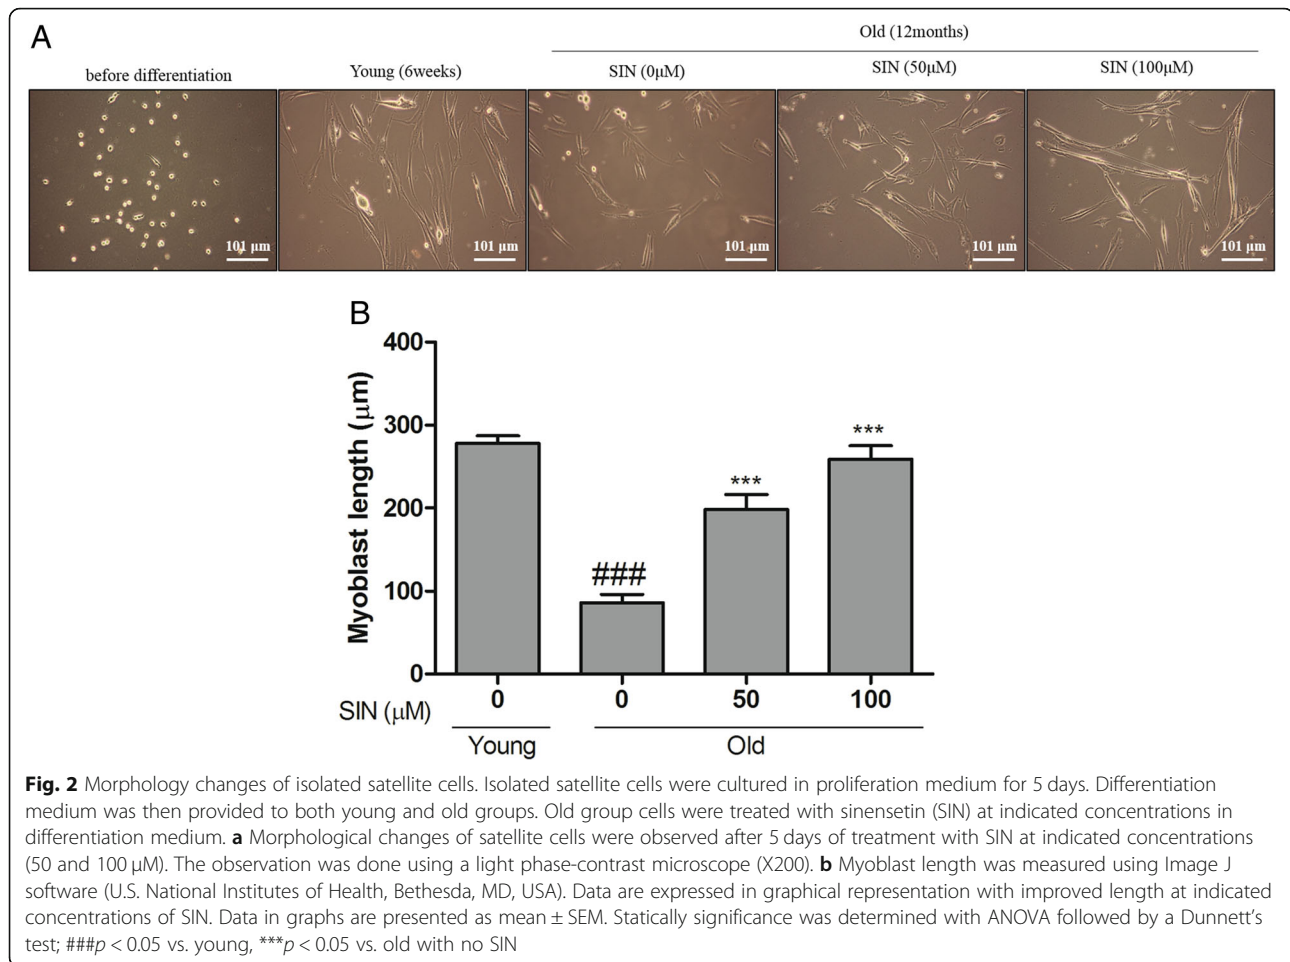 A
Old (12months)
before differentiation
Young (6weeks)
SIN (0μM)
SIN (50μM)
SIN (100μM)
101 μm
101 μm
101 μm
101 μm
101 μm
B
Myoblast length (μm)
400
300
200
100
0
###
***
***
SIN (μM)
0
0
50
100
Young
Old
Fig. 2 Morphology changes of isolated satellite cells. Isolated satellite cells were cultured in proliferation medium for 5 days. Differentiation
medium was then provided to both young and old groups. Old group cells were treated with sinensetin (SIN) at indicated concentrations in
differentiation medium. a Morphological changes of satellite cells were observed after 5 days of treatment with SIN at indicated concentrations
(50 and 100 μM). The observation was done using a light phase-contrast microscope (X200). b Myoblast length was measured using Image J
software (U.S. National Institutes of Health, Bethesda, MD, USA). Data are expressed in graphical representation with improved length at indicated
concentrations of SIN. Data in graphs are presented as mean ± SEM. Statically significance was determined with ANOVA followed by a Dunnett's
test; ###p < 0.05 vs. young, ***p < 0.05 vs. old with no SIN